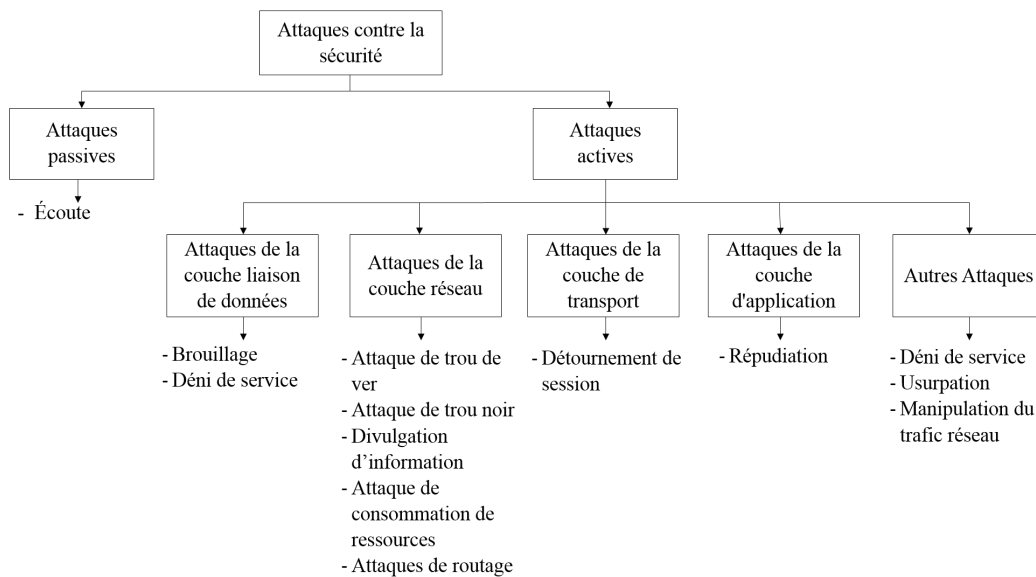 Attaques contre la
sécurité
Attaques
passives
Attaques
actives
- Écoute
Attaques de la
couche liaison
de données
Attaques de la
couche réseau
Attaques de la
couche de
transport
Attaques de la
couche
d'application
Autres Attaques
- Brouillage
- Déni de service
- Attaque de trou de
ver
- Attaque de trou noir
- Divulgation
d’information
- Attaque de
consommation de
ressources
- Attaques de routage
- Détournement de
session
- Répudiation
- Déni de service
- Usurpation
- Manipulation du
trafic réseau